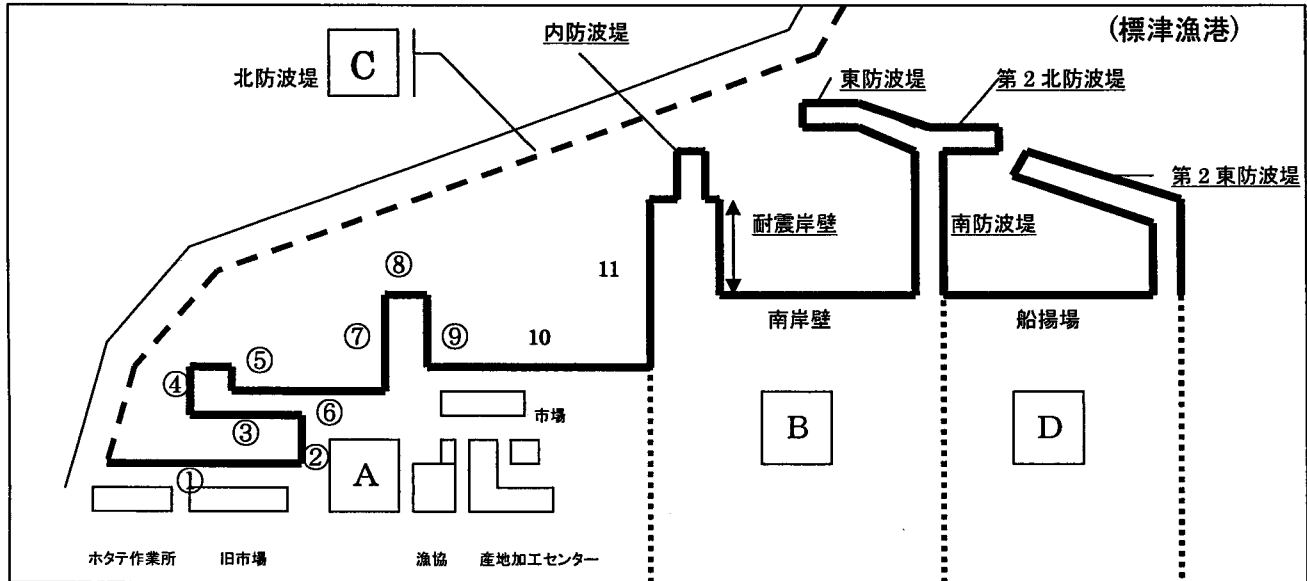 (標津漁港)
内防波堤
北防波堤
C
東防波堤
第2北防波堤
第2東防波堤
耐震岸壁
南防波堤
⑧
11
⑦
⑨
10
南岸壁
船揚場
⑤
④
⑥
③
市場
②
①
A
B
D
ホタテ作業所
旧市場
漁協
産地加工センター